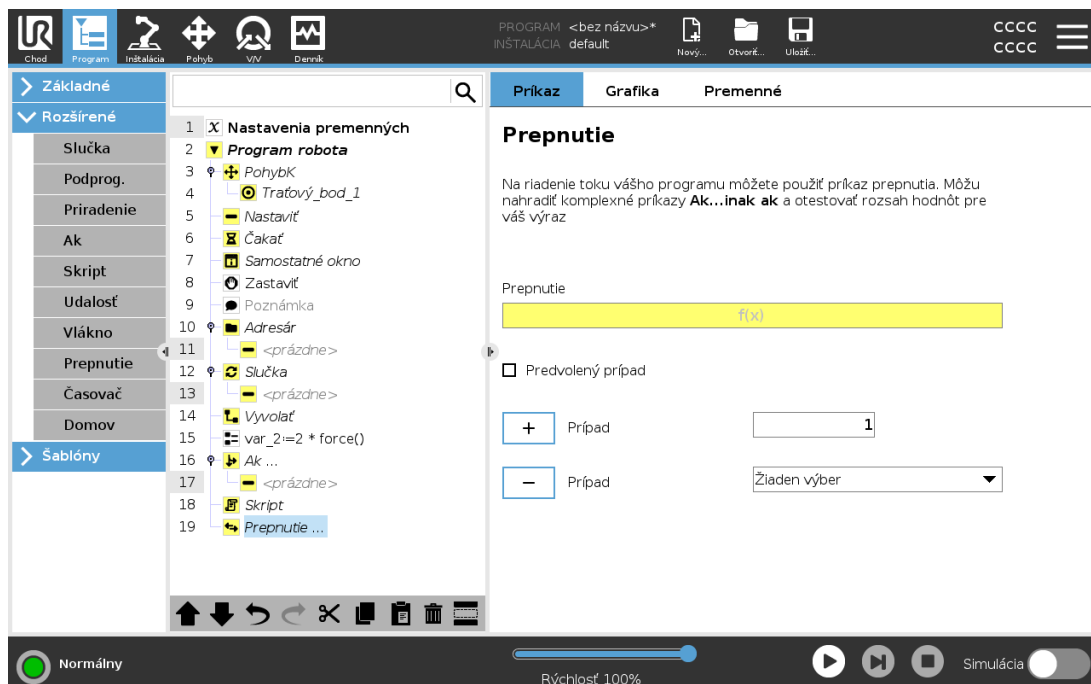 UR
PROGRAM <bez názvu>*
INŠTALÁCIA default
Chod
Program
Inštalácia
Pohyb
V/V
Denník
Nový...
Otvoriť...
Uložiť...
CCCC
CCCC
Základné
Rozšírené
Slučka
Podprog.
Priradenie
Ak
Skript
Udalosť
Vlákno
Prepnutie
Časovač
Domov
Šablóny
1 X Nastavenia premenných
2 Program robota
3 PohybK
4 Traťový_bod_1
5 Nastaviť
6 Čakať
7 Samostatné okno
8 Zastaviť
9 Poznámka
10 Adresár
11 <prázdne>
12 Slučka
13 <prázdne>
14 Vyvolať
15 var_2:=2 * force()
16 Ak ...
17 <prázdne>
18 Skript
19 Prepnutie ...
Príkaz Grafika Premenné
Prepnutie
Na riadenie toku vášho programu môžete použiť príkaz prepnutia. Môžu
nahradiť komplexné príkazy Ak...inak ak a otestovať rozsah hodnôt pre
váš výraz
Prepnutie
f(x)
Predvolený prípad
+ Prípad 1
− Prípad Žiaden výber
Normálny
Rýchlosť 100%
Simulácia